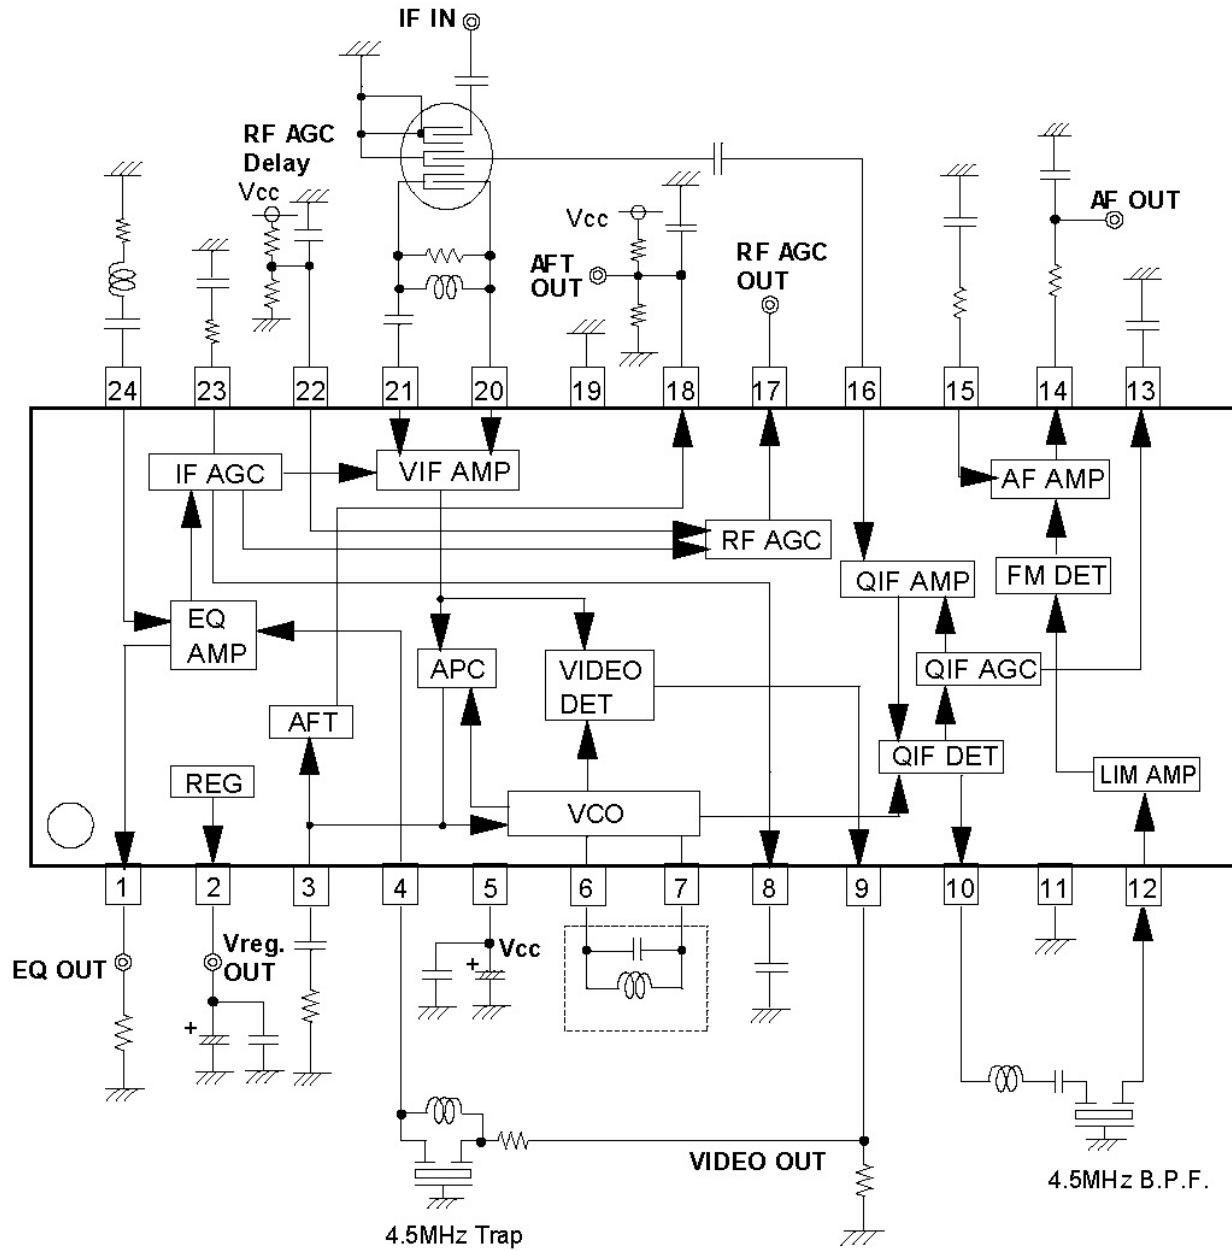 IF IN
RF AGC
Delay
Vcc
Vcc
AFT
OUT
RF AGC
OUT
AF OUT
24
23
22
21
20
19
18
17
16
15
14
13
IF AGC
VIF AMP
AF AMP
RF AGC
QIF AMP
FM DET
EQ
AMP
APC
VIDEO
DET
QIF AGC
AFT
QIF DET
REG
VCO
LIM AMP
1
2
3
4
5
6
7
8
9
10
11
12
EQ OUT
Vreg.
OUT
Vcc
+
+
VIDEO OUT
4.5MHz B.P.F.
4.5MHz Trap